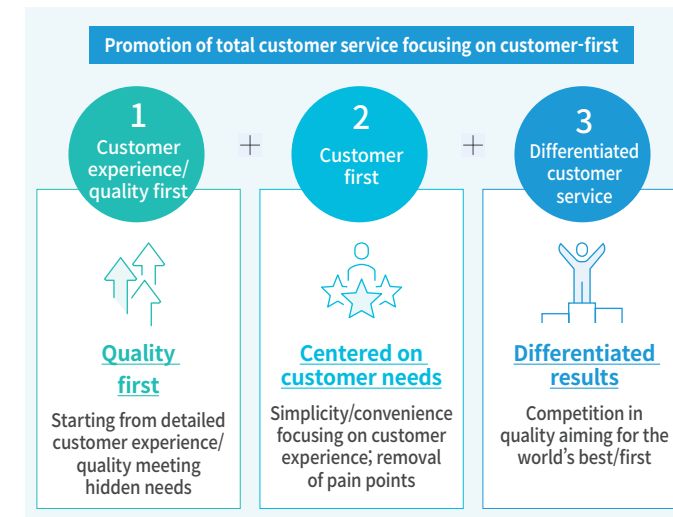 Promotion of total customer service focusing on customer-first
1
Customer
experience/
quality first
+
2
Customer
first
+
3
Differentiated
customer
service
Quality
first
Starting from detailed
customer experience/
quality meeting
hidden needs
Centered on
customer needs
Simplicity/convenience
focusing on customer
experience; removal
of pain points
Differentiated
results
Competition in
quality aiming for the
world's best/first